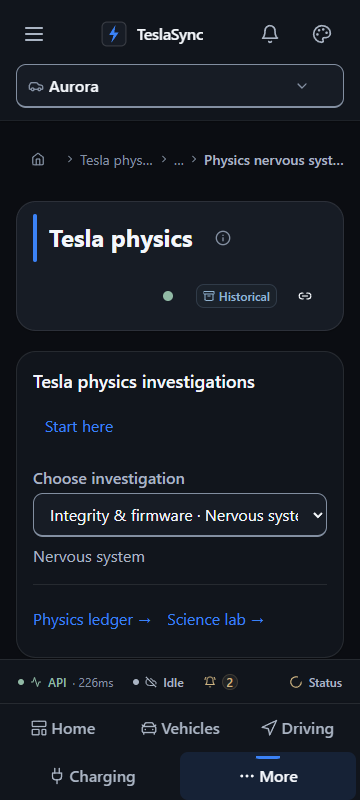 TeslaSync
Aurora
Tesla phys... ... Physics nervous syst...
Tesla physics
Historical
Tesla physics investigations
Start here
Choose investigation
Integrity & firmware · Nervous syste
Nervous system
Physics ledger → Science lab →
API · 226ms Idle 2 Status
Home Vehicles Driving
Charging More